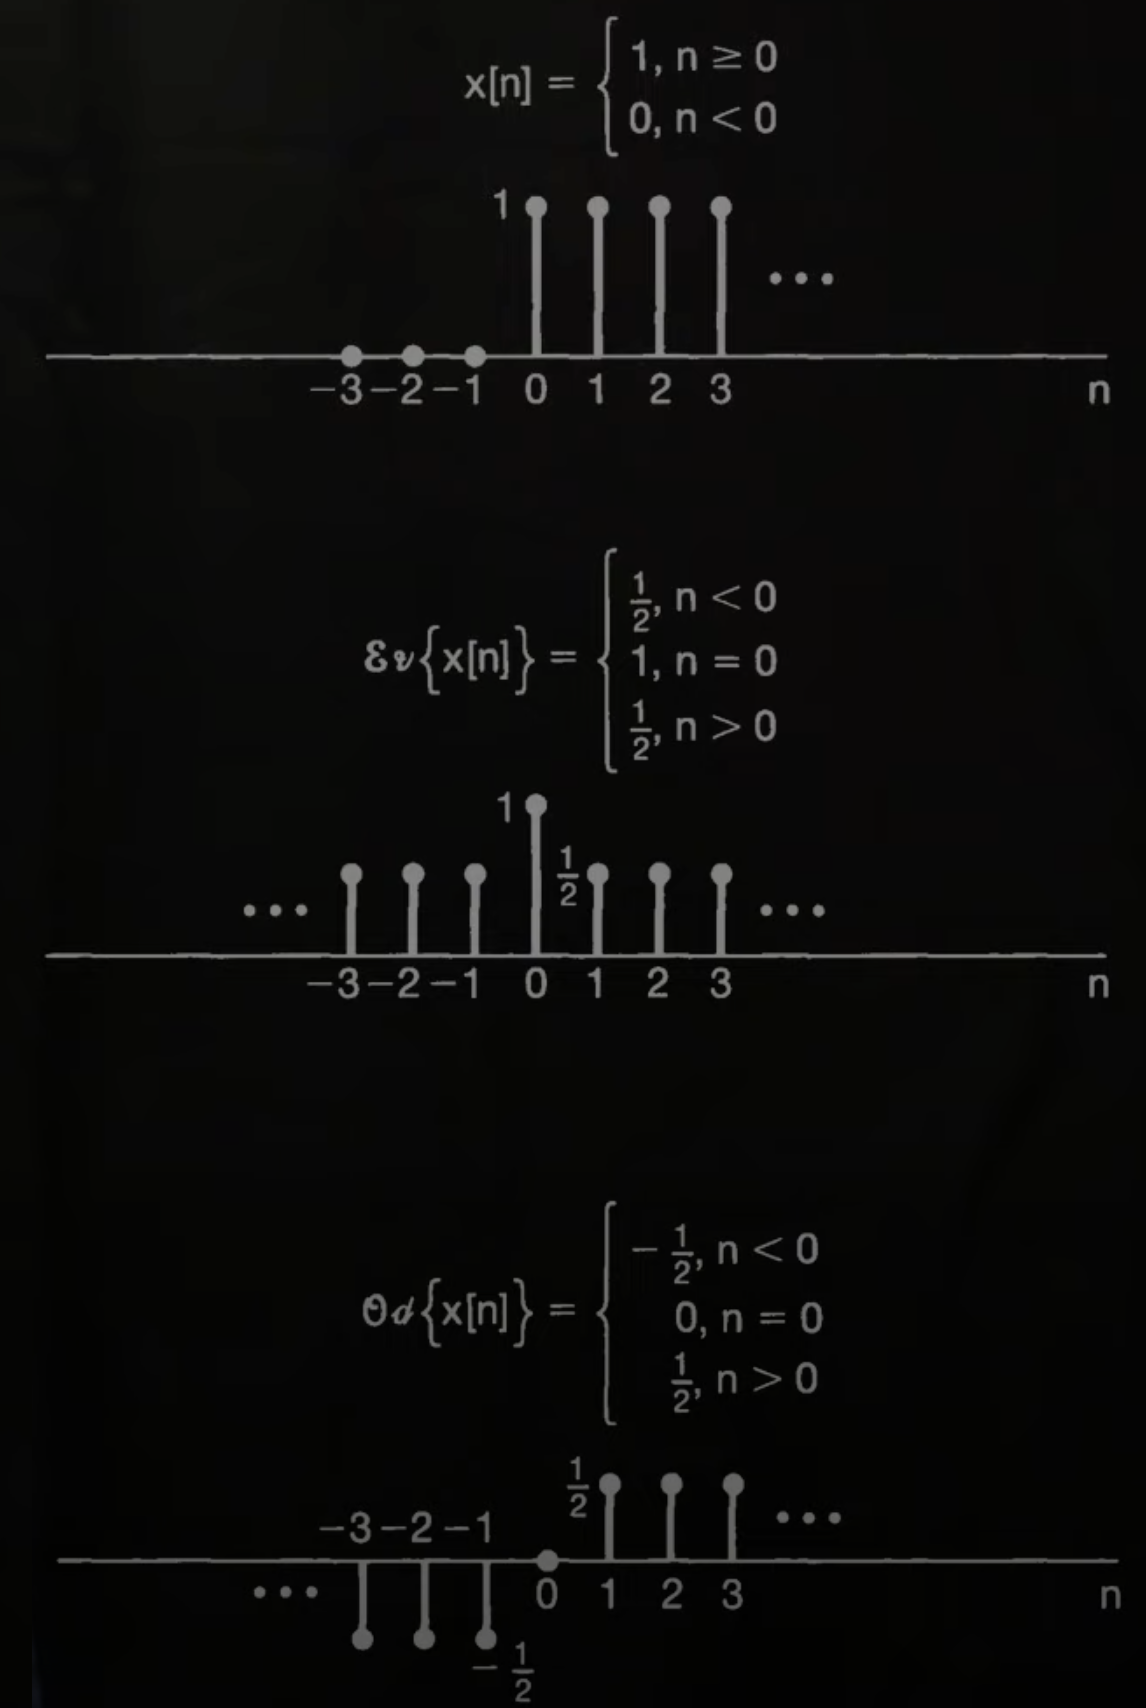 x[n] = { 1, n ≥ 0
0, n < 0
1
...
−3 −2 −1 0 1 2 3 n
Ev{x[n]} = { 1/2, n < 0
1, n = 0
1/2, n > 0
1
1/2
... ...
−3 −2 −1 0 1 2 3 n
Od{x[n]} = { − 1/2, n < 0
0, n = 0
1/2, n > 0
1/2
...
−3 −2 −1
... 0 1 2 3 n
− 1/2